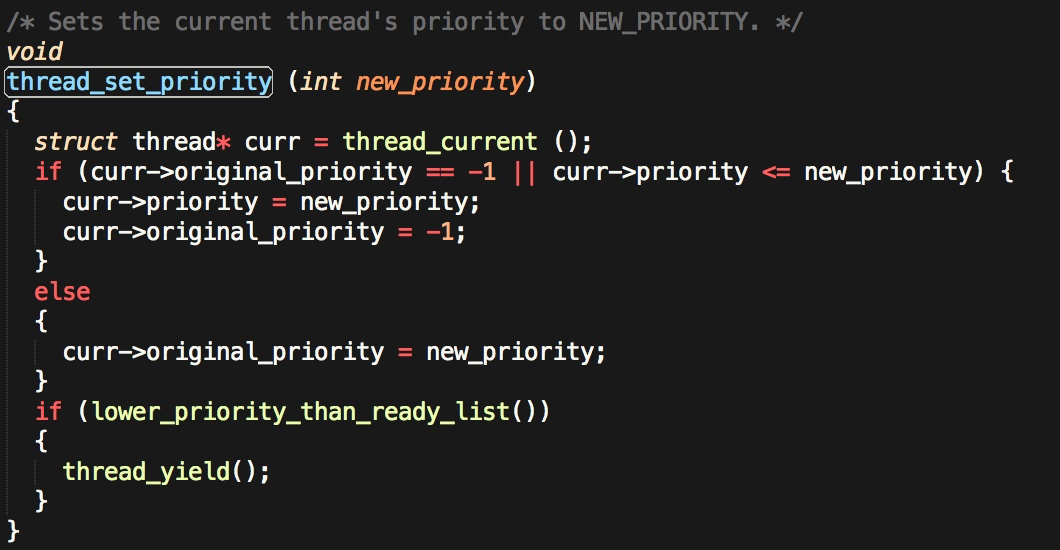 /* Sets the current thread's priority to NEW_PRIORITY. */
void
thread_set_priority (int new_priority)
{
  struct thread* curr = thread_current ();
  if (curr->original_priority == -1 || curr->priority <= new_priority) {
    curr->priority = new_priority;
    curr->original_priority = -1;
  }
  else
  {
    curr->original_priority = new_priority;
  }
  if (lower_priority_than_ready_list())
  {
    thread_yield();
  }
}